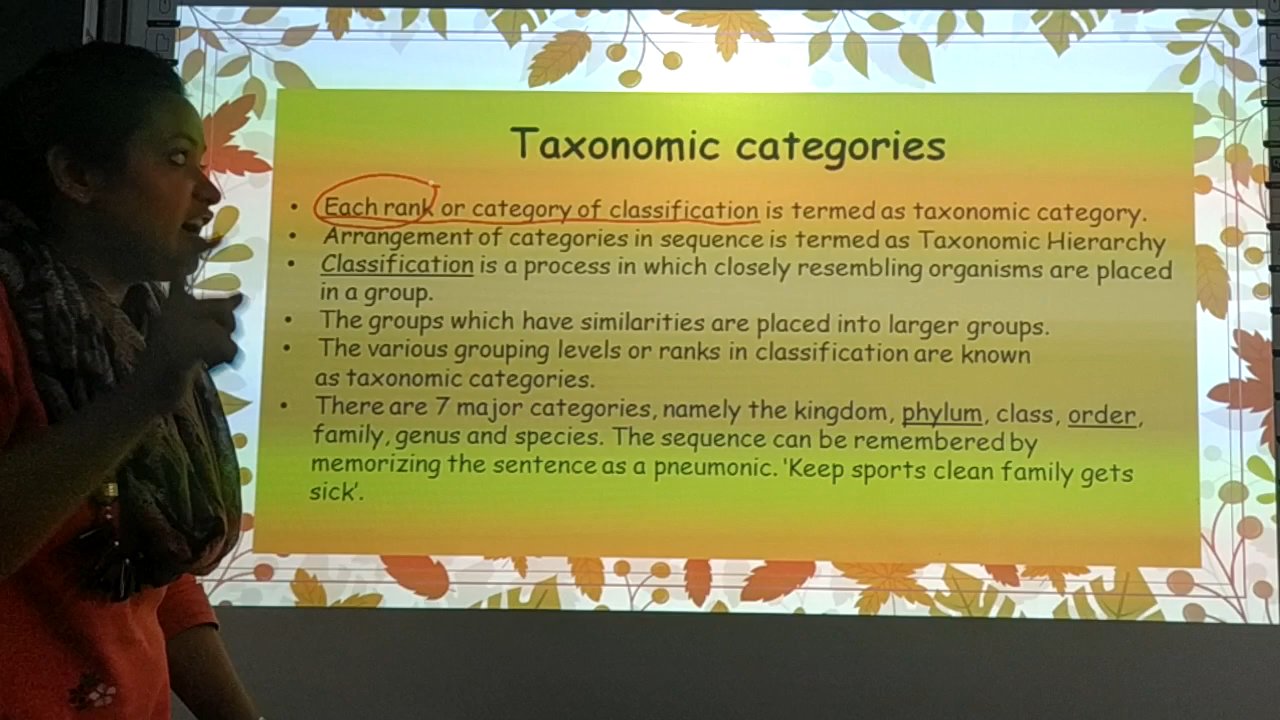 Taxonomic categories
• Each rank or category of classification is termed as taxonomic category.
• Arrangement of categories in sequence is termed as Taxonomic Hierarchy
• Classification is a process in which closely resembling organisms are placed
in a group.
• The groups which have similarities are placed into larger groups.
• The various grouping levels or ranks in classification are known
as taxonomic categories.
• There are 7 major categories, namely the kingdom, phylum, class, order,
family, genus and species. The sequence can be remembered by
memorizing the sentence as a pneumonic. 'Keep sports clean family gets
sick'.